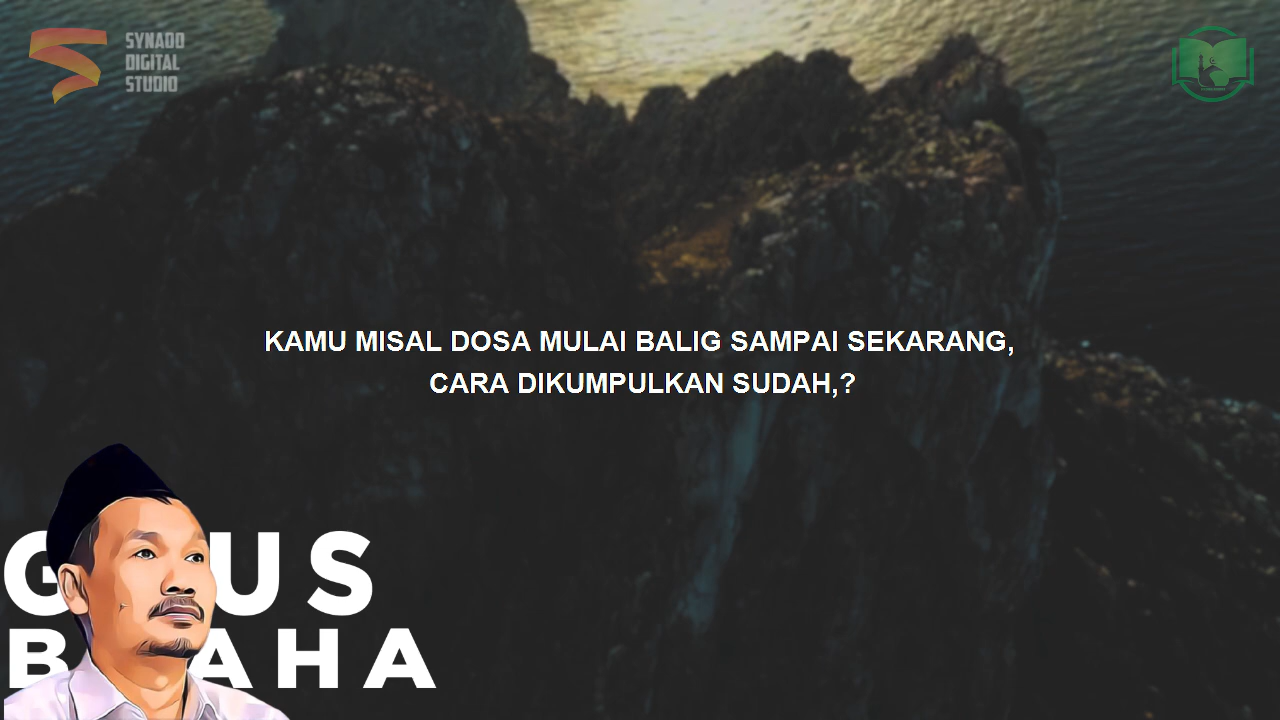 SYNADO
DIGITAL
STUDIO
KAMU MISAL DOSA MULAI BALIG SAMPAI SEKARANG,
CARA DIKUMPULKAN SUDAH,?
GUS
BAHA